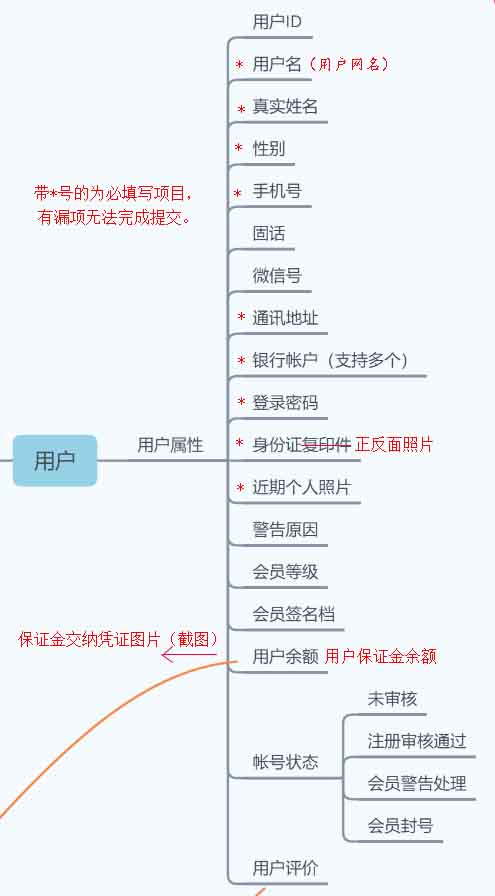 用户ID
* 用户名（用户网名）
* 真实姓名
* 性别
带*号的为必填写项目，
有漏项无法完成提交。
* 手机号
固话
微信号
* 通讯地址
* 银行帐户（支持多个）
* 登录密码
用户
用户属性
* 身份证复印件 正反面照片
* 近期个人照片
警告原因
会员等级
会员签名档
保证金交纳凭证图片（截图）
用户余额 用户保证金余额
帐号状态
未审核
注册审核通过
会员警告处理
会员封号
用户评价